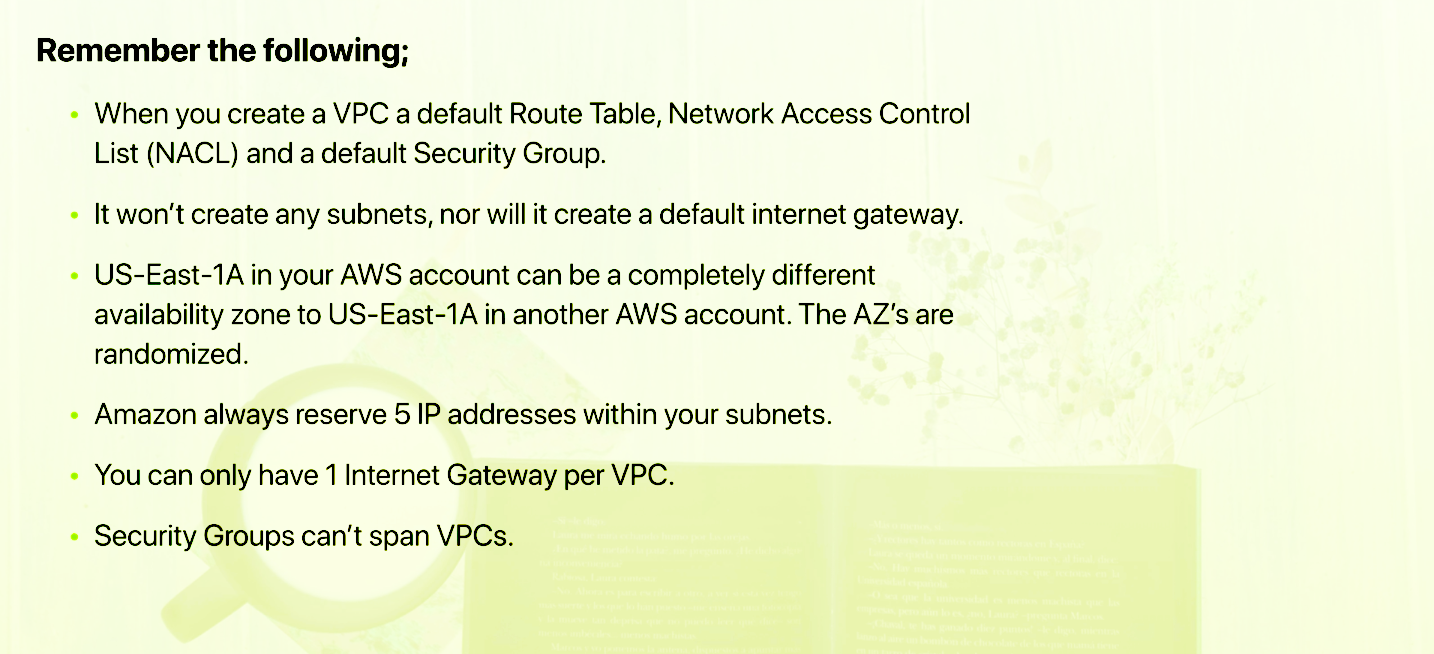 Remember the following;
• When you create a VPC a default Route Table, Network Access Control
List (NACL) and a default Security Group.
• It won’t create any subnets, nor will it create a default internet gateway.
• US-East-1A in your AWS account can be a completely different
availability zone to US-East-1A in another AWS account. The AZ’s are
randomized.
• Amazon always reserve 5 IP addresses within your subnets.
• You can only have 1 Internet Gateway per VPC.
• Security Groups can’t span VPCs.